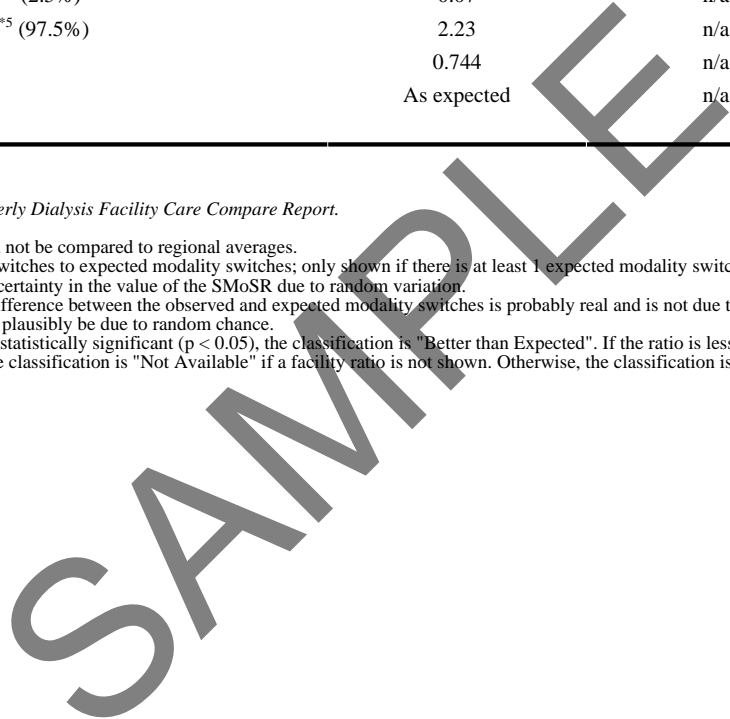 (2.5%)
*5 (97.5%) 2.23 n/a
0.744 n/a
As expected n/a
erly Dialysis Facility Care Compare Report.
not be compared to regional averages.
witches to expected modality switches; only shown if there is at least 1 expected modality switc
certainty in the value of the SMoSR due to random variation.
ifference between the observed and expected modality switches is probably real and is not due t
plausibly be due to random chance.
statistically significant (p < 0.05), the classification is "Better than Expected". If the ratio is less
e classification is "Not Available" if a facility ratio is not shown. Otherwise, the classification is
SAMPLE